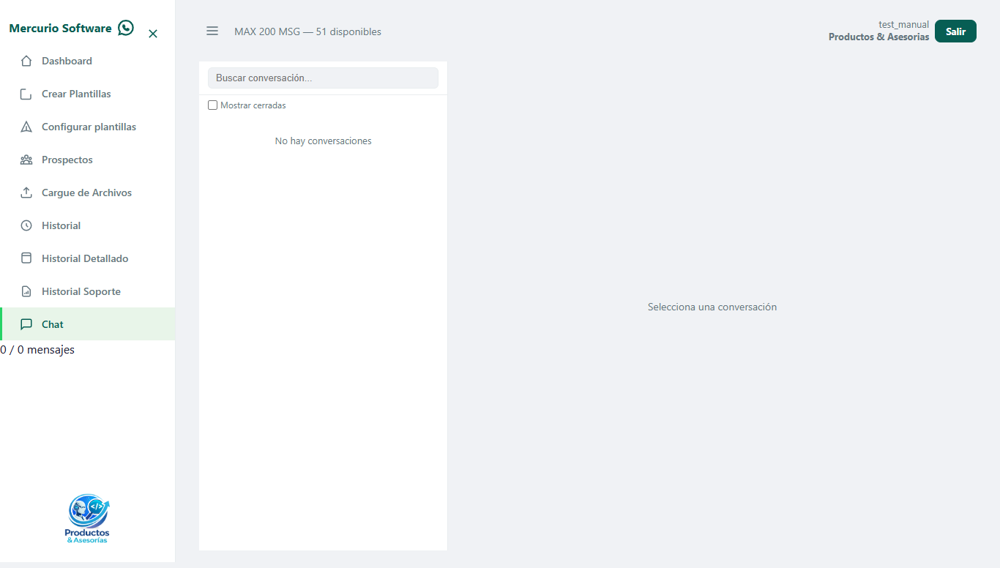 Mercurio Software
Dashboard
Crear Plantillas
Configurar plantillas
Prospectos
Cargue de Archivos
Historial
Historial Detallado
Historial Soporte
Chat
0 / 0 mensajes
Productos
& Asesorías
MAX 200 MSG — 51 disponibles
test_manual
Productos & Asesorias
Salir
Buscar conversación...
Mostrar cerradas
No hay conversaciones
Selecciona una conversación